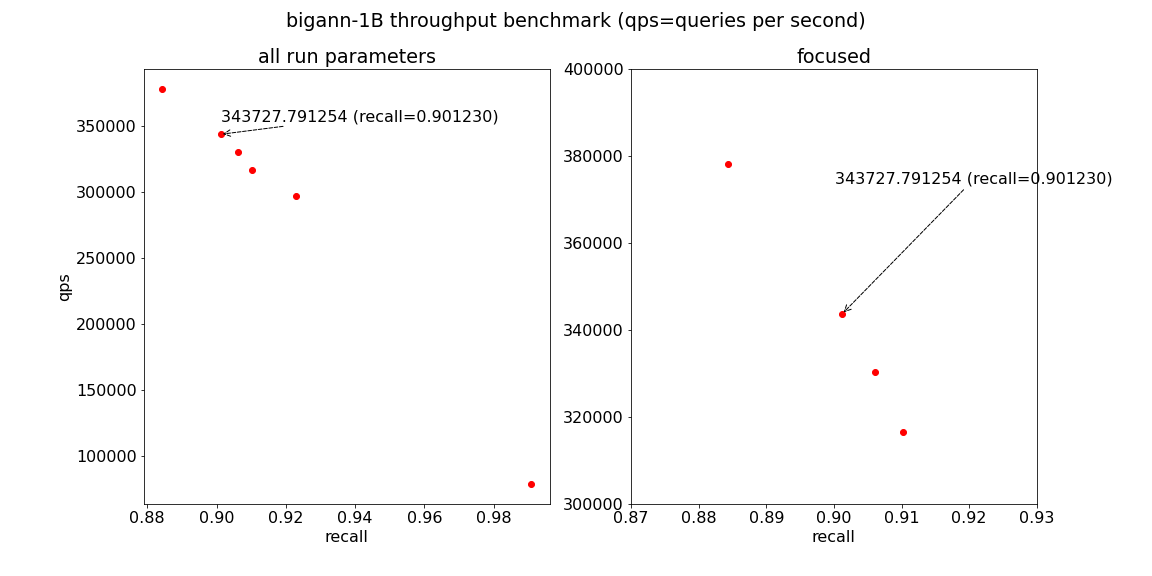 bigann-1B throughput benchmark (qps=queries per second)
all run parameters
343727.791254 (recall=0.901230)
350000
300000
250000
200000
150000
100000
qps
0.88 0.90 0.92 0.94 0.96 0.98
recall
focused
400000
380000
360000
340000
320000
300000
343727.791254 (recall=0.901230)
0.87 0.88 0.89 0.90 0.91 0.92 0.93
recall